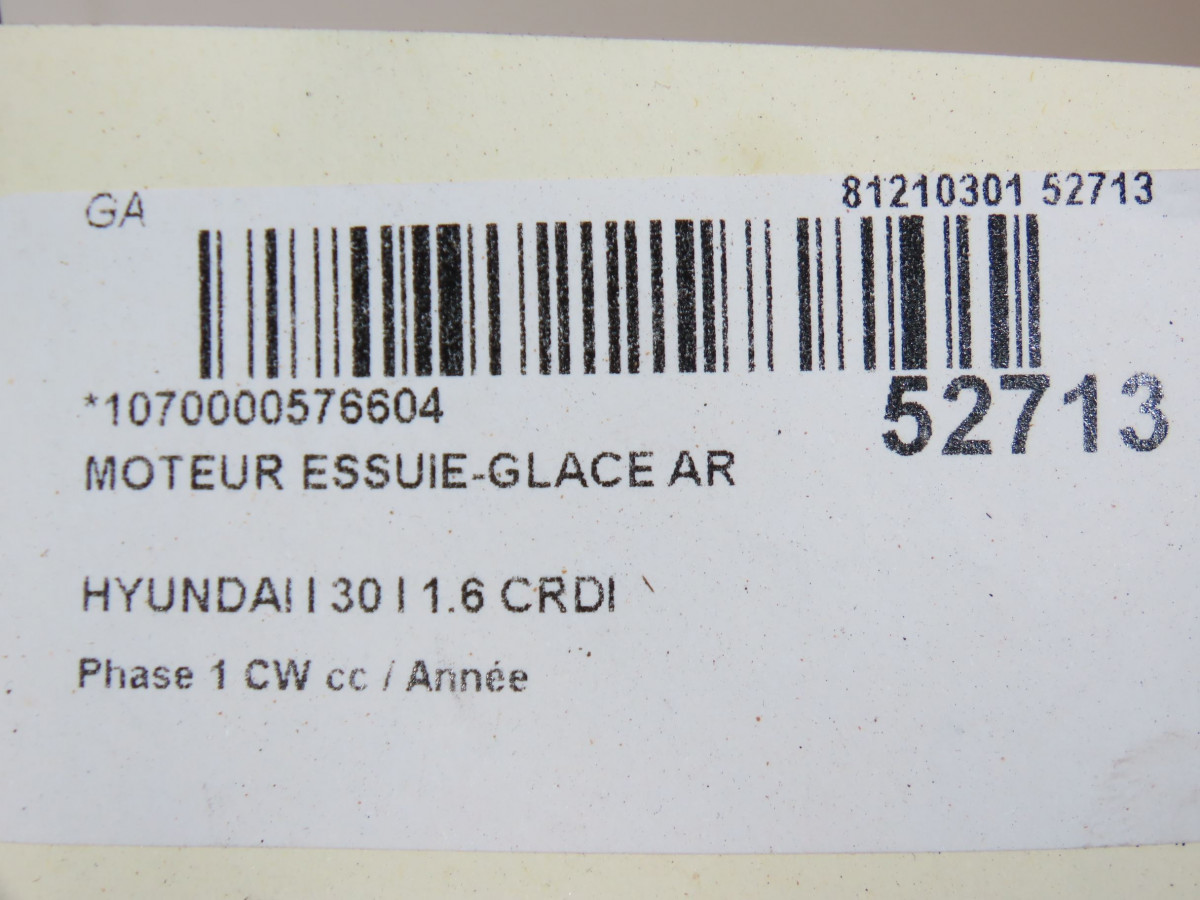 GA
81210301 52713
*1070000576604
52713
MOTEUR ESSUIE-GLACE AR
HYUNDAI I 30 I 1.6 CRDI
Phase 1 CW cc / Année